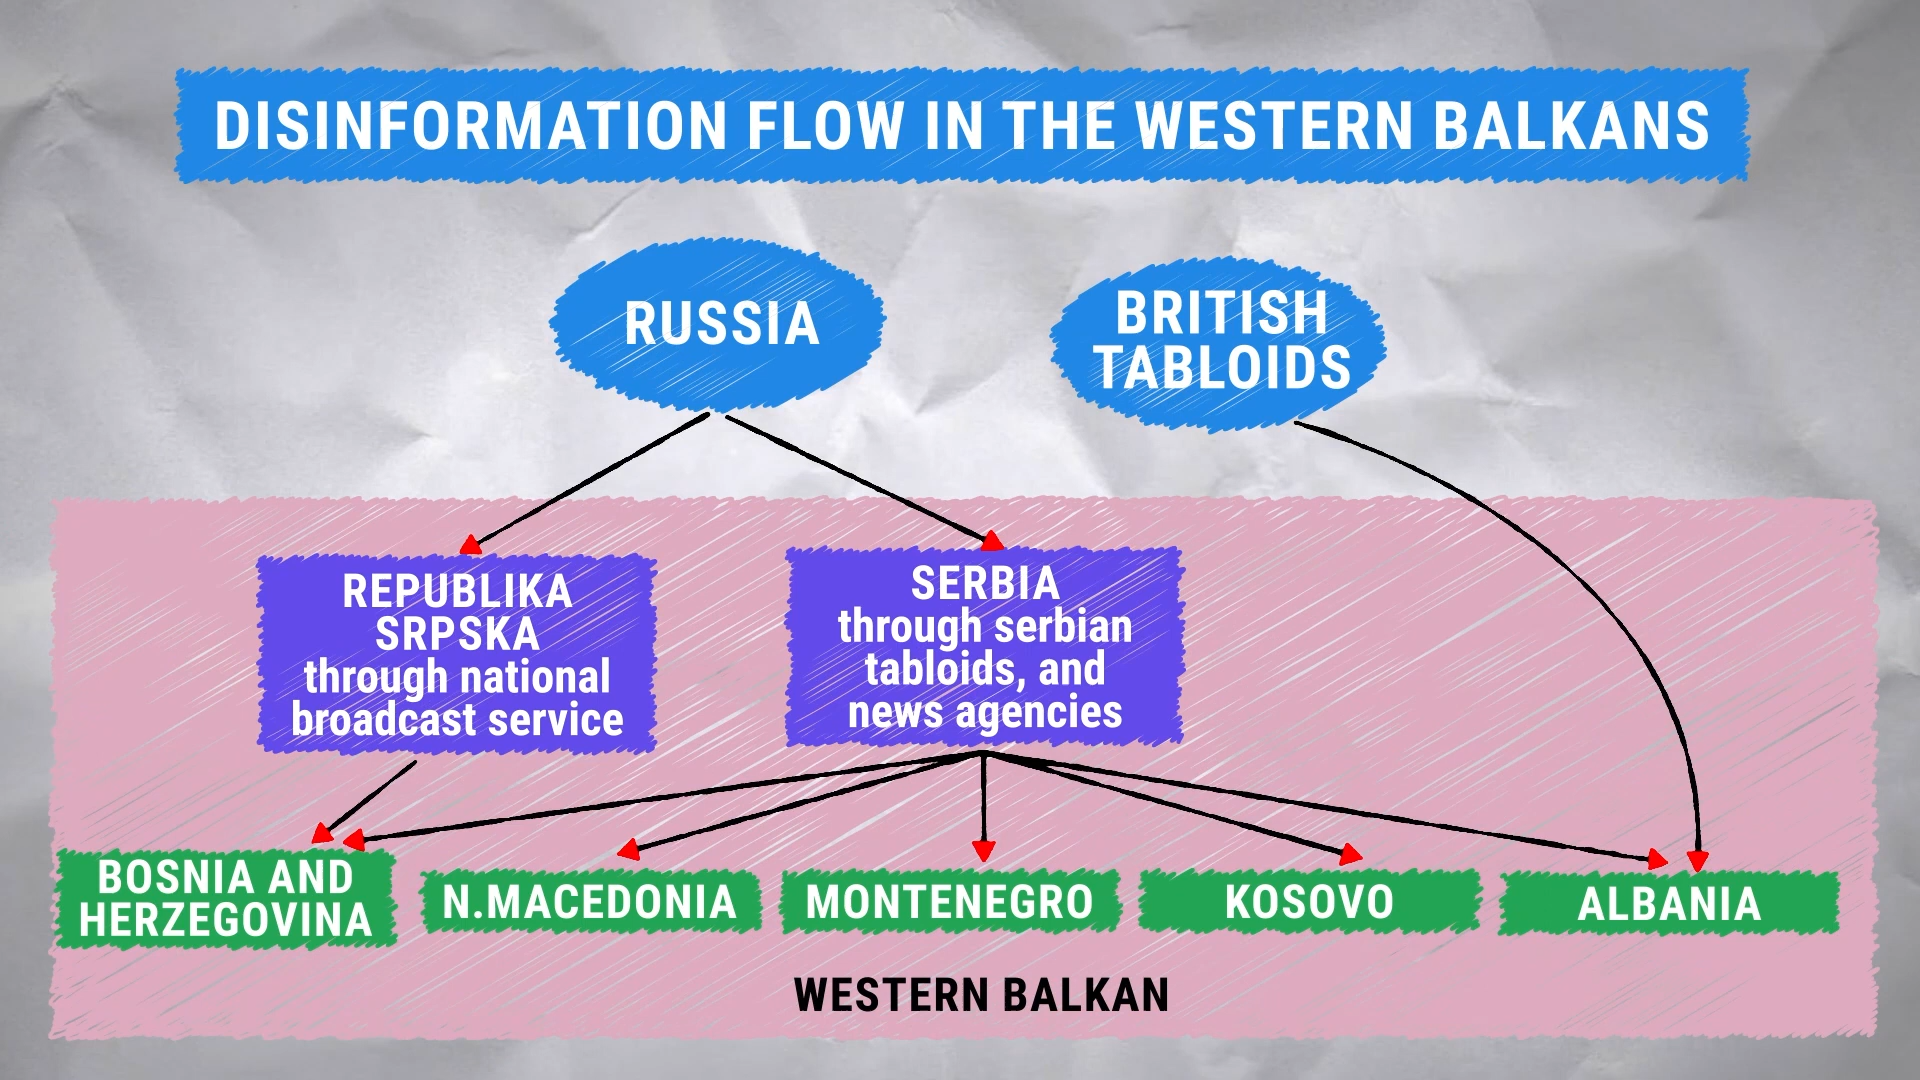 DISINFORMATION FLOW IN THE WESTERN BALKANS
RUSSIA
BRITISH
TABLOIDS
REPUBLIKA
SRPSKA
through national
broadcast service
SERBIA
through serbian
tabloids, and
news agencies
BOSNIA AND
HERZEGOVINA
N.MACEDONIA
MONTENEGRO
KOSOVO
ALBANIA
WESTERN BALKAN